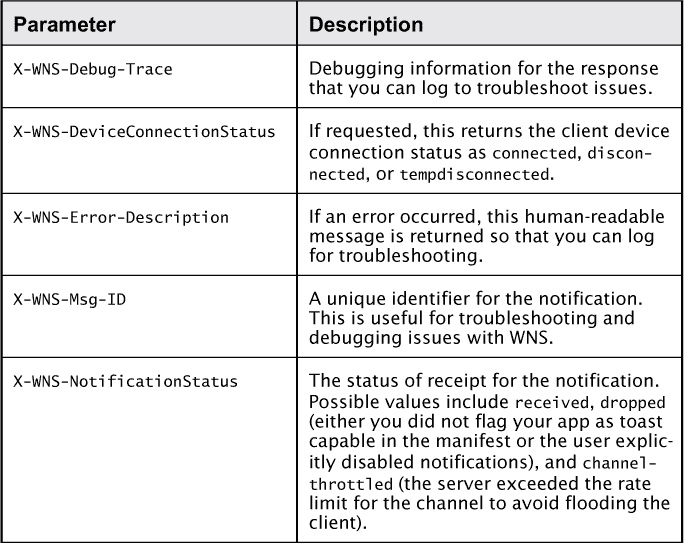 Parameter
Description
X-WNS-Debug-Trace
Debugging information for the response
that you can log to troubleshoot issues.
X-WNS-DeviceConnectionStatus
If requested, this returns the client device
connection status as connected, discon-
nected, or tempdisconnected.
X-WNS-Error-Description
If an error occurred, this human-readable
message is returned so that you can log
for troubleshooting.
X-WNS-Msg-ID
A unique identifier for the notification.
This is useful for troubleshooting and
debugging issues with WNS.
X-WNS-NotificationStatus
The status of receipt for the notification.
Possible values include received, dropped
(either you did not flag your app as toast
capable in the manifest or the user explic-
itly disabled notifications), and channel-
throttled (the server exceeded the rate
limit for the channel to avoid flooding the
client).